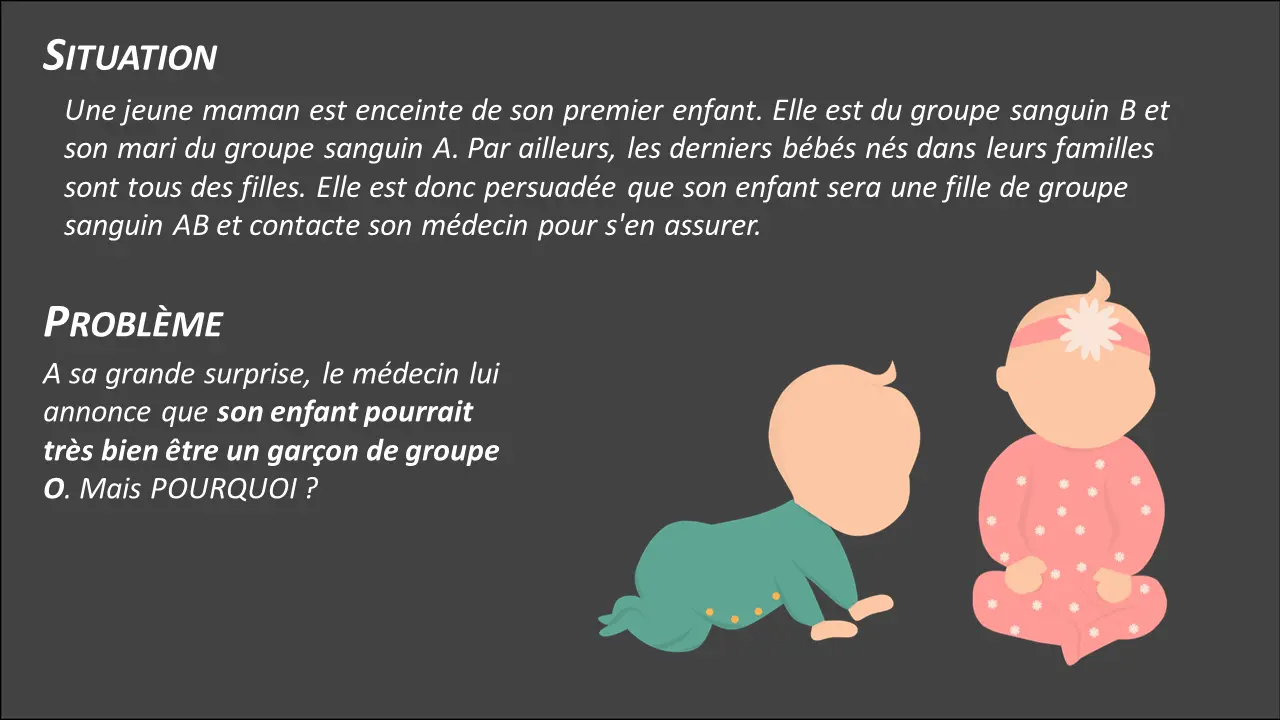 SITUATION
Une jeune maman est enceinte de son premier enfant. Elle est du groupe sanguin B et
son mari du groupe sanguin A. Par ailleurs, les derniers bébés nés dans leurs familles
sont tous des filles. Elle est donc persuadée que son enfant sera une fille de groupe
sanguin AB et contacte son médecin pour s'en assurer.
PROBLÈME
A sa grande surprise, le médecin lui
annonce que son enfant pourrait
très bien être un garçon de groupe
O. Mais POURQUOI ?